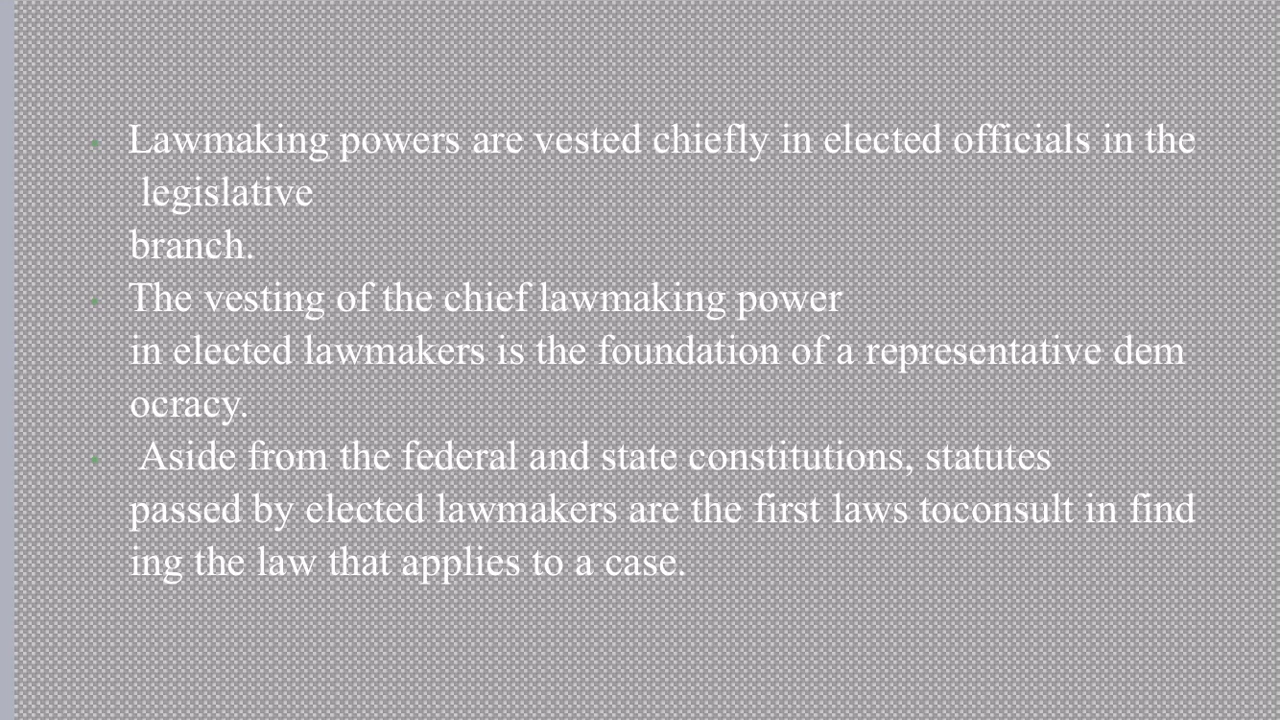 • Lawmaking powers are vested chiefly in elected officials in the
legislative
branch.
• The vesting of the chief lawmaking power
in elected lawmakers is the foundation of a representative dem
ocracy.
• Aside from the federal and state constitutions, statutes
passed by elected lawmakers are the first laws toconsult in find
ing the law that applies to a case.